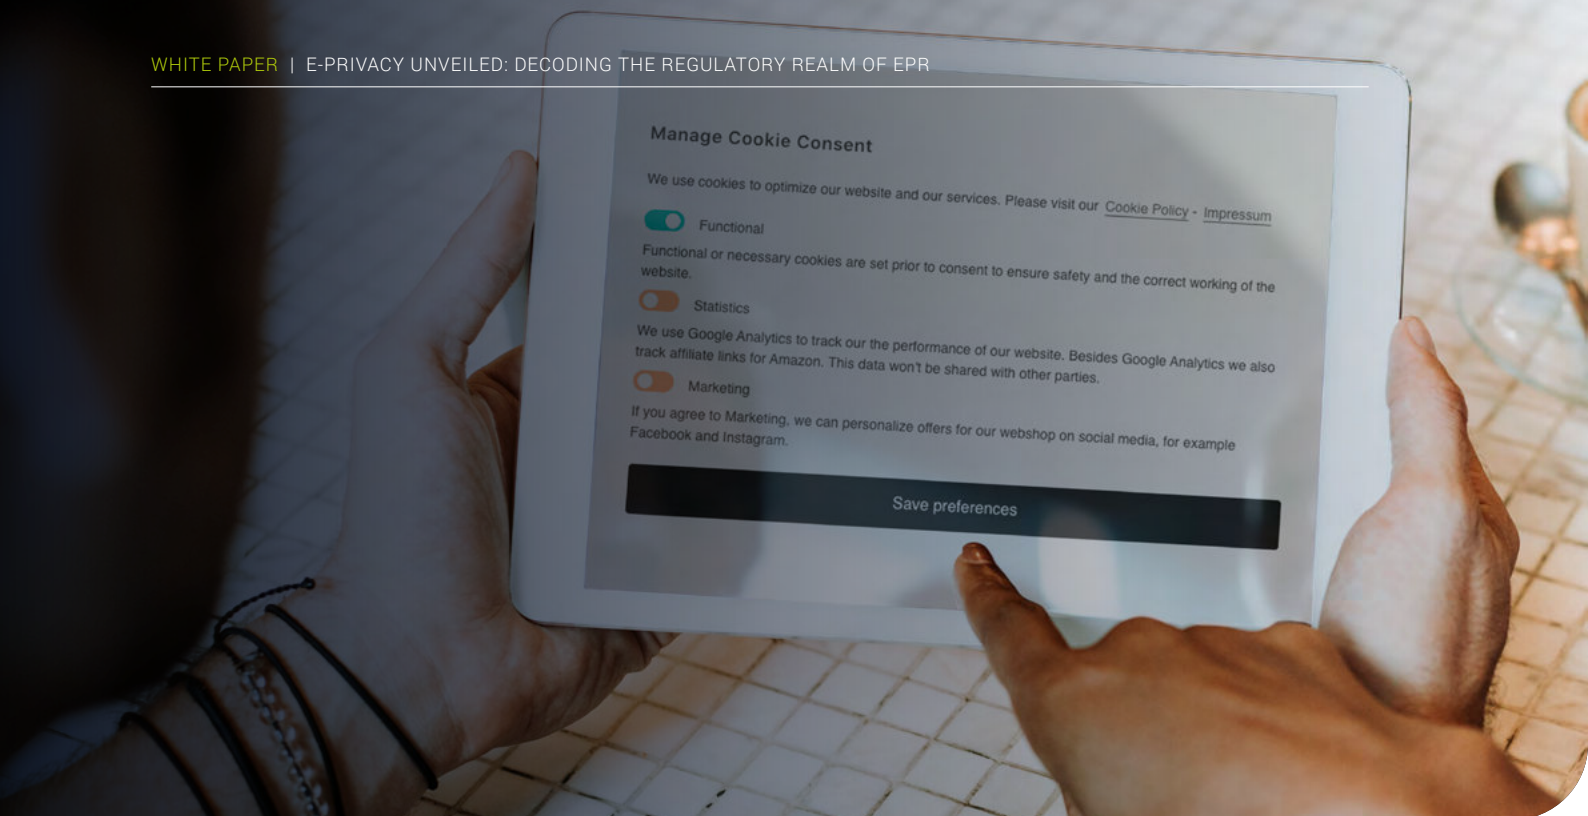 WHITE PAPER | E-PRIVACY UNVEILED: DECODING THE REGULATORY REALM OF EPR
Manage Cookie Consent
We use cookies to optimize our website and our services. Please visit our Cookie Policy - Impressum
Functional
Functional or necessary cookies are set prior to consent to ensure safety and the correct working of the
website.
Statistics
We use Google Analytics to track our the performance of our website. Besides Google Analytics we also
track affiliate links for Amazon. This data won't be shared with other parties.
Marketing
If you agree to Marketing, we can personalize offers for our webshop on social media, for example
Facebook and Instagram.
Save preferences